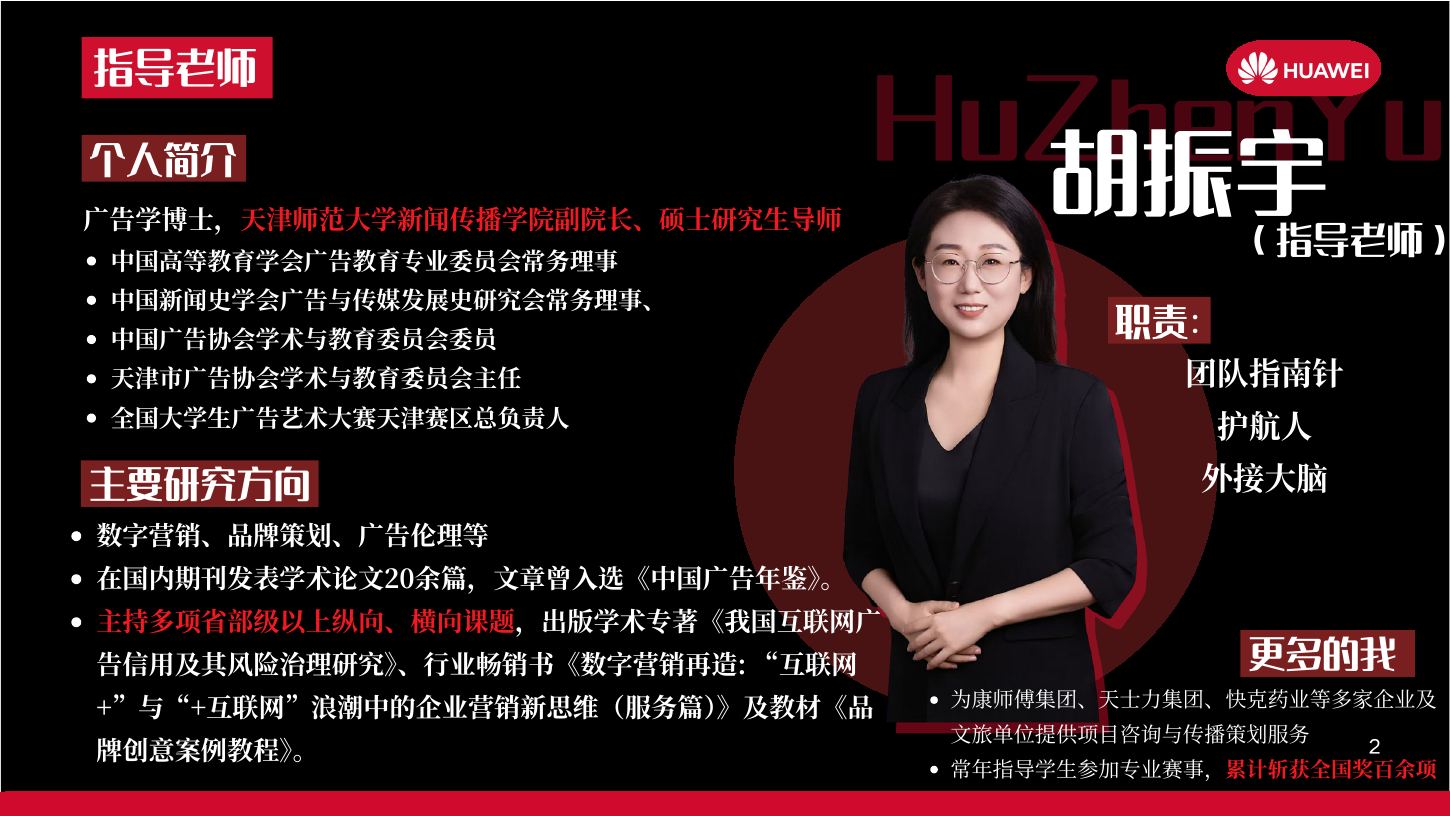 指导老师
HUAWEI
HuZhenYu
胡振宇
（指导老师）
个人简介
广告学博士，天津师范大学新闻传播学院副院长、硕士研究生导师
• 中国高等教育学会广告教育专业委员会常务理事
• 中国新闻史学会广告与传媒发展史研究会常务理事、
• 中国广告协会学术与教育委员会委员
• 天津市广告协会学术与教育委员会主任
• 全国大学生广告艺术大赛天津赛区总负责人
主要研究方向
• 数字营销、品牌策划、广告伦理等
• 在国内期刊发表学术论文20余篇，文章曾入选《中国广告年鉴》。
• 主持多项省部级以上纵向、横向课题，出版学术专著《我国互联网广
告信用及其风险治理研究》、行业畅销书《数字营销再造：“互联网
+”与“+互联网”浪潮中的企业营销新思维（服务篇）》及教材《品
牌创意案例教程》。
职责：
团队指南针
护航人
外接大脑
更多的我
• 为康师傅集团、天士力集团、快克药业等多家企业及
文旅单位提供项目咨询与传播策划服务
• 常年指导学生参加专业赛事，累计斩获全国奖百余项
2